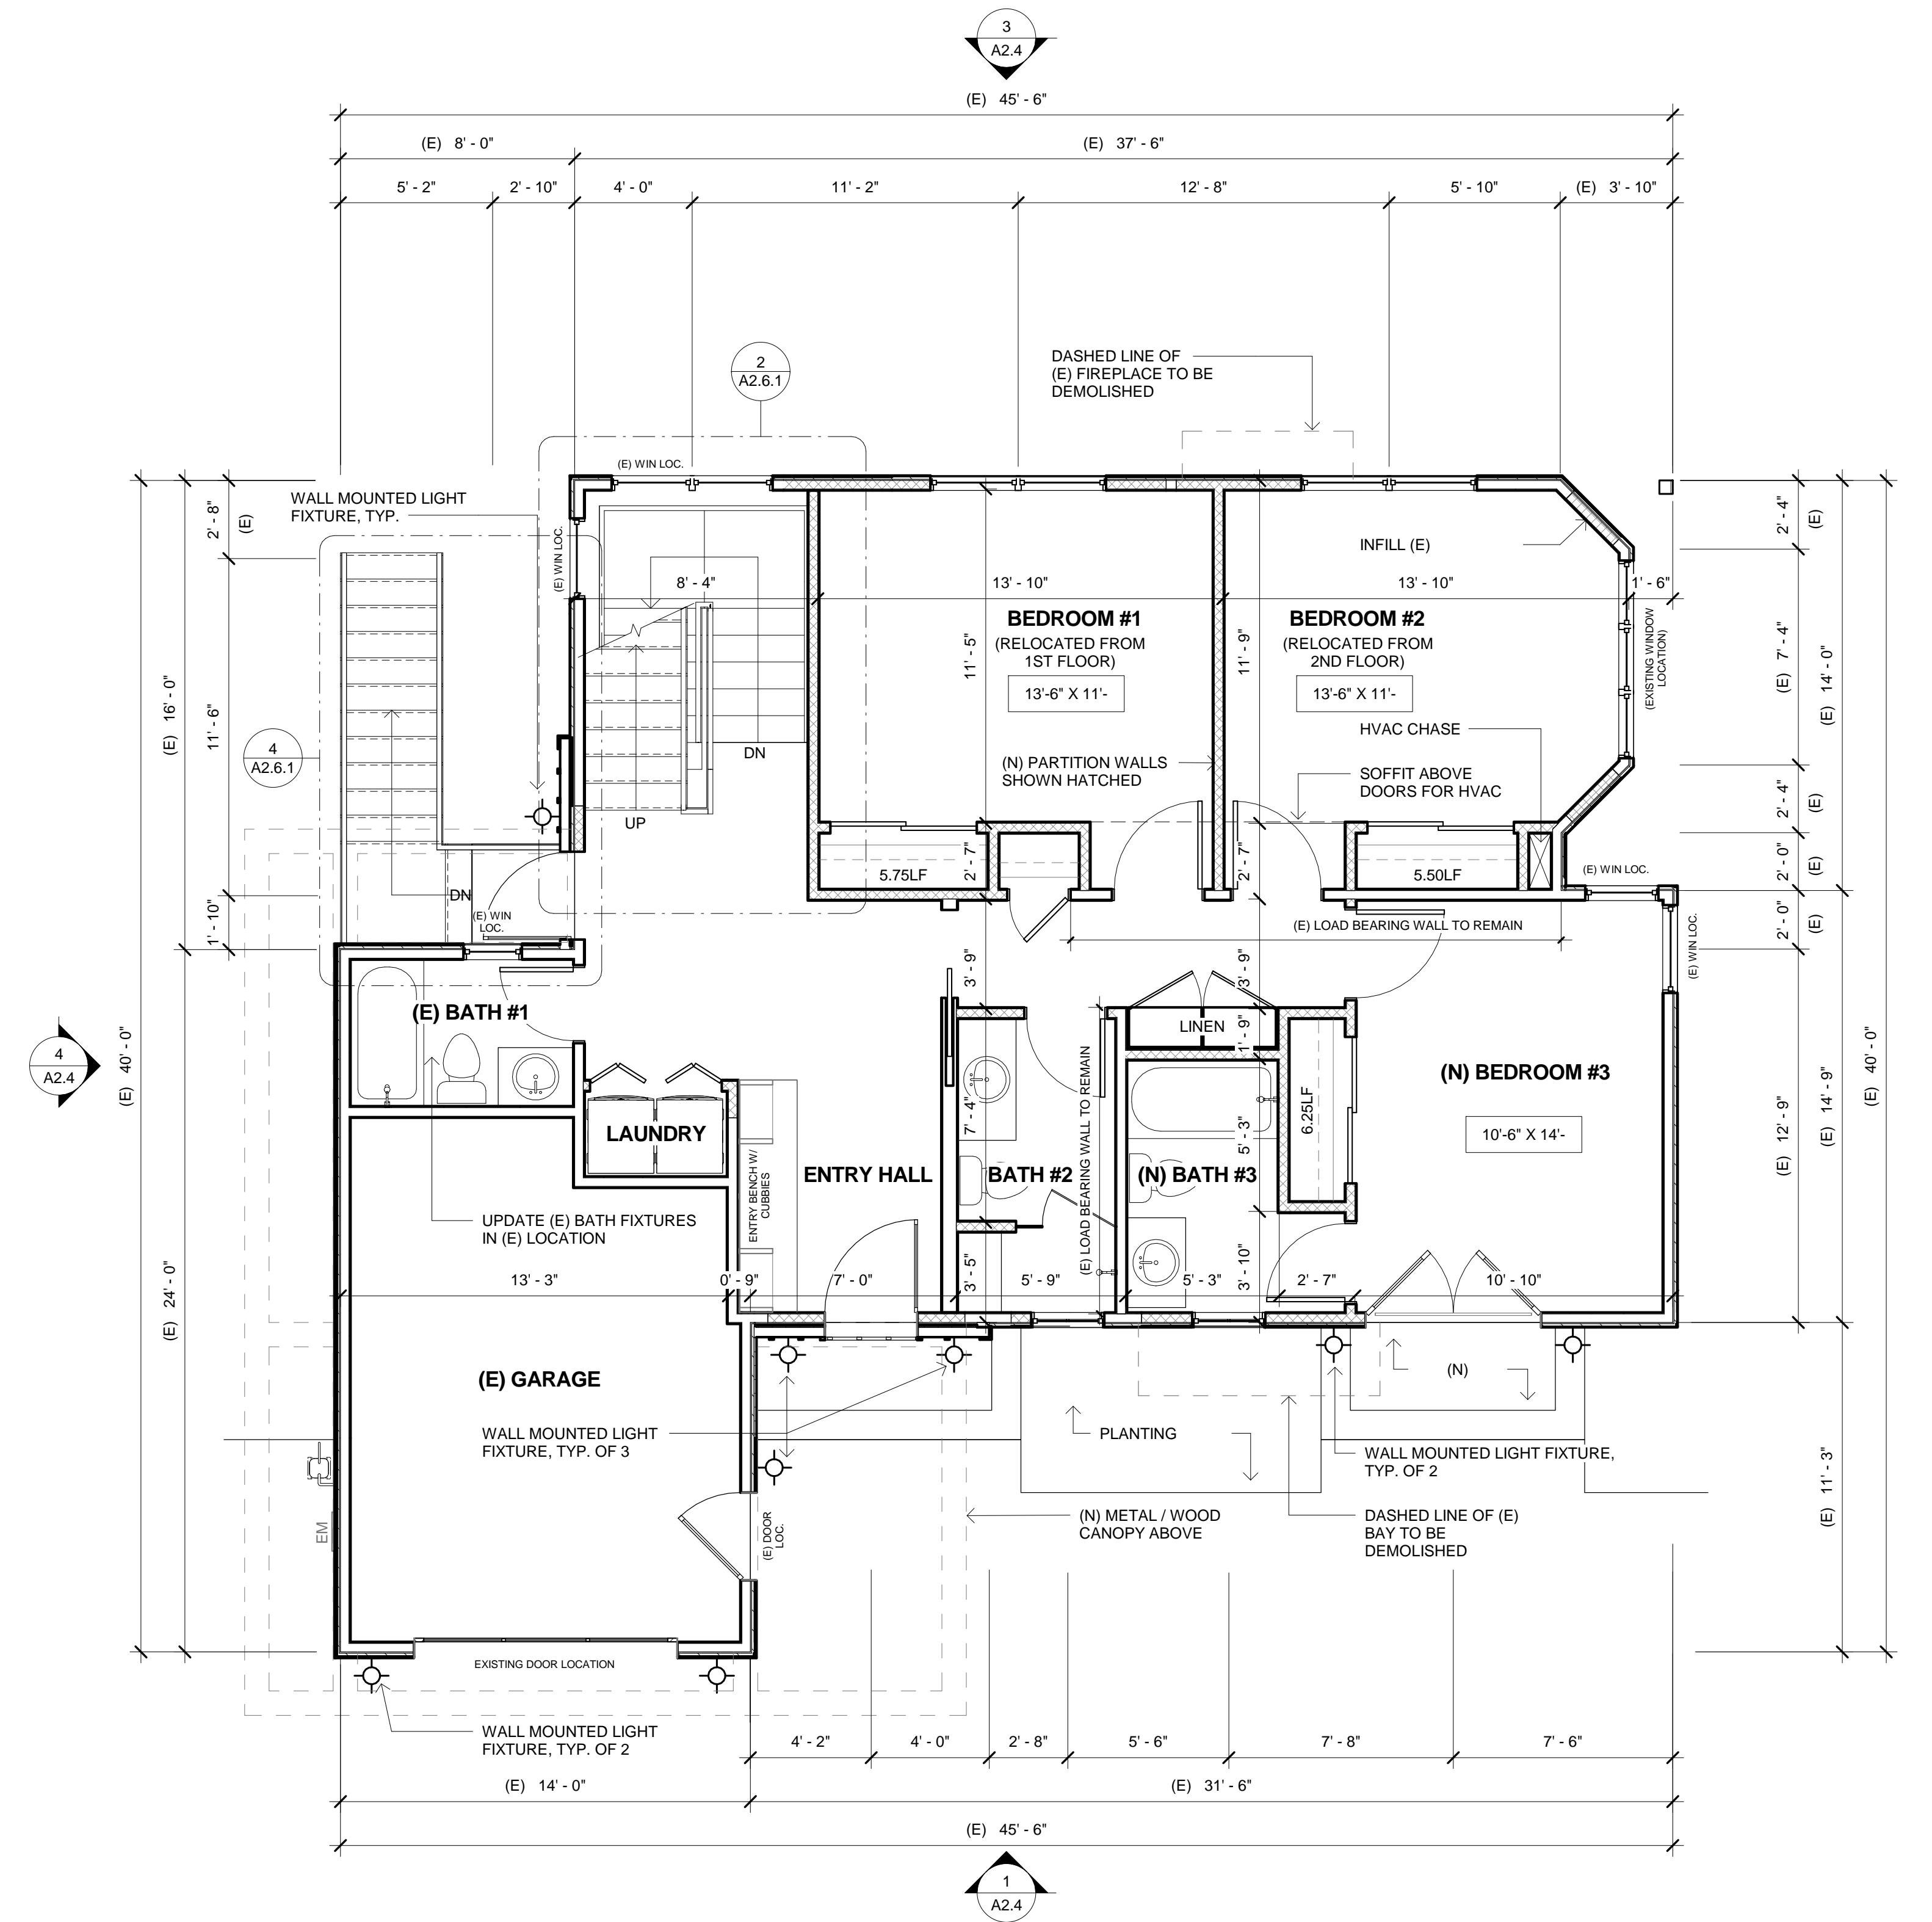 3
A2.4
(E) 45' - 6"
(E) 8' - 0"
(E) 37' - 6"
5' - 2"
2' - 10"
4' - 0"
11' - 2"
12' - 8"
5' - 10"
(E) 3' - 10"
2
A2.6.1
DASHED LINE OF
(E) FIREPLACE TO BE
DEMOLISHED
(E) WIN LOC.
WALL MOUNTED LIGHT
FIXTURE, TYP.
2' - 8"
(E)
(E) WIN LOC.
8' - 4"
13' - 10"
13' - 10"
1' - 6"
INFILL (E)
2' - 4"
(E)
BEDROOM #1
(RELOCATED FROM
1ST FLOOR)
13'-6" X 11'-
11' - 5"
BEDROOM #2
(RELOCATED FROM
2ND FLOOR)
13'-6" X 11'-
11' - 9"
(EXISTING WINDOW
LOCATION)
(E) 7' - 4"
(E) 14' - 0"
(E) 16' - 0"
11' - 6"
4
A2.6.1
DN
UP
(N) PARTITION WALLS
SHOWN HATCHED
HVAC CHASE
SOFFIT ABOVE
DOORS FOR HVAC
2' - 4"
(E)
5.75LF
2' - 7"
2' - 7"
5.50LF
(E) WIN LOC.
2' - 0"
(E)
DN
(E) WIN
LOC.
1' - 10"
(E) LOAD BEARING WALL TO REMAIN
2' - 0"
(E)
(E) WIN LOC.
3' - 9"
3' - 9"
(E) BATH #1
LINEN
1' - 9"
4
A2.4
(E) 40' - 0"
(E) 40' - 0"
(N) BEDROOM #3
10'-6" X 14'-
6.25LF
7' - 4"
5' - 3"
(E) LOAD BEARING WALL TO REMAIN
LAUNDRY
ENTRY BENCH W/
CUBBIES
ENTRY HALL
BATH #2
(N) BATH #3
(E) 12' - 9"
(E) 14' - 9"
UPDATE (E) BATH FIXTURES
IN (E) LOCATION
(E) 24' - 0"
13' - 3"
0' - 9"
7' - 0"
3' - 5"
5' - 9"
5' - 3"
3' - 10"
2' - 7"
10' - 10"
(E) GARAGE
(N)
WALL MOUNTED LIGHT
FIXTURE, TYP. OF 3
PLANTING
WALL MOUNTED LIGHT FIXTURE,
TYP. OF 2
(E) 11' - 3"
EM
(E) DOOR
LOC.
(N) METAL / WOOD
CANOPY ABOVE
DASHED LINE OF (E)
BAY TO BE
DEMOLISHED
EXISTING DOOR LOCATION
WALL MOUNTED LIGHT
FIXTURE, TYP. OF 2
4' - 2"
4' - 0"
2' - 8"
5' - 6"
7' - 8"
7' - 6"
(E) 14' - 0"
(E) 31' - 6"
(E) 45' - 6"
1
A2.4